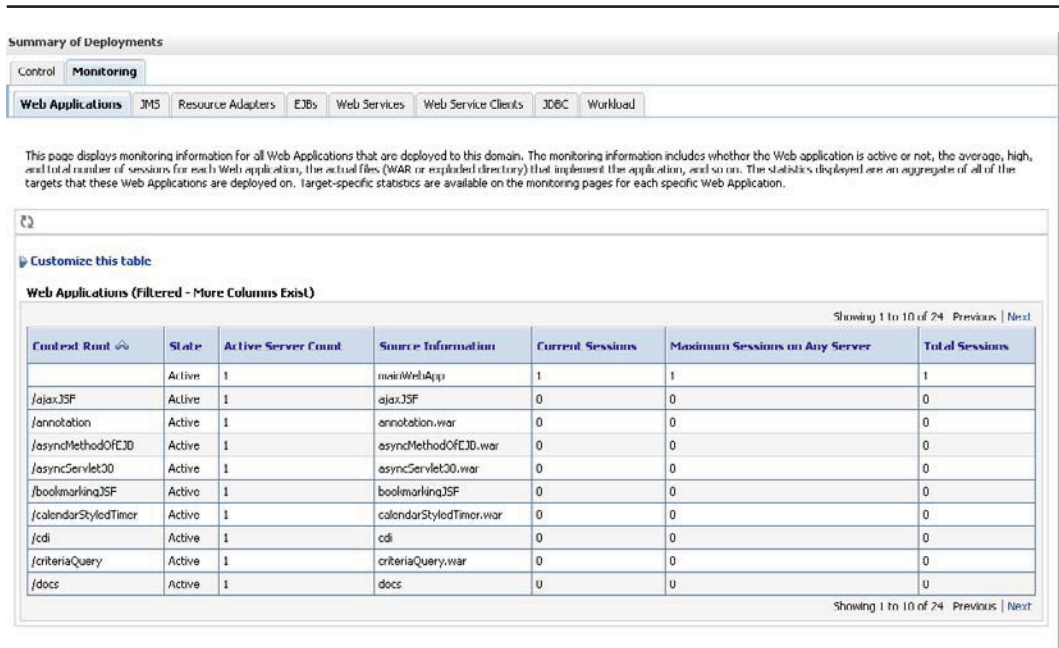 Summary of Deployments
Control Monitoring
Web Applications JMS Resource Adapters EJBs Web Services Web Service Clients JDBC Workload
This page displays monitoring information for all Web Applications that are deployed to this domain. The monitoring information includes whether the Web application is active or not, the average, high,
and total number of sessions for each Web application, the actual files (WAR or exploded directory) that implement the application, and so on. The statistics displayed are an aggregate of all of the
targets that these Web Applications are deployed on. Target-specific statistics are available on the monitoring pages for each specific Web Application.
Customize this table
Web Applications (Filtered - More Columns Exist)
Showing 1 to 10 of 24 Previous | Next
Context Root State Active Server Count Source Information Current Sessions Maximum Sessions on Any Server Total Sessions
Active 1 mainWebApp 1 1 1
/ajaxJSF Active 1 ajaxJSF 0 0 0
/annotation Active 1 annotation.war 0 0 0
/asyncMethodOfEJB Active 1 asyncMethodOfEJB.war 0 0 0
/asyncServlet30 Active 1 asyncServlet30.war 0 0 0
/bookmarkingJSF Active 1 bookmarkingJSF 0 0 0
/calendarStyledTimer Active 1 calendarStyledTimer.war 0 0 0
/cdi Active 1 cdi 0 0 0
/criteriaQuery Active 1 criteriaQuery.war 0 0 0
/docs Active 1 docs 0 0 0
Showing 1 to 10 of 24 Previous | Next